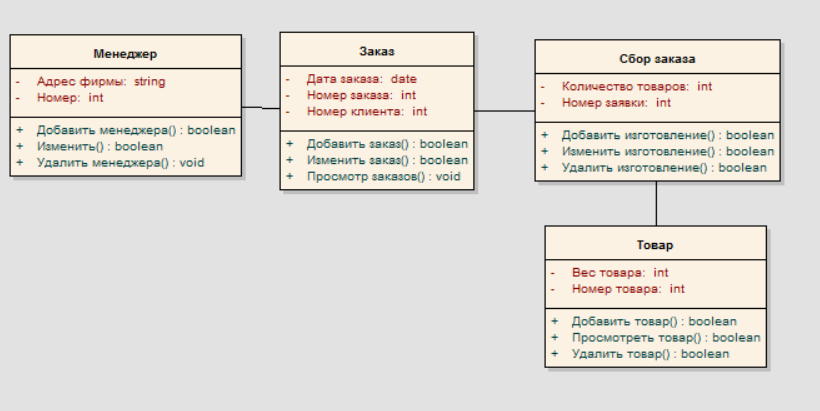 Менеджер
- Адрес фирмы: string
- Номер: int
+ Добавить менеджера() : boolean
+ Изменить() : boolean
+ Удалить менеджера() : void
Заказ
- Дата заказа: date
- Номер заказа: int
- Номер клиента: int
+ Добавить заказ() : boolean
+ Изменить заказ() : boolean
+ Просмотр заказов() : void
Сбор заказа
- Количество товаров: int
- Номер заявки: int
+ Добавить изготовление() : boolean
+ Изменить изготовление() : boolean
+ Удалить изготовление() : boolean
Товар
- Вес товара: int
- Номер товара: int
+ Добавить товар() : boolean
+ Просмотреть товар() : boolean
+ Удалить товар() : boolean